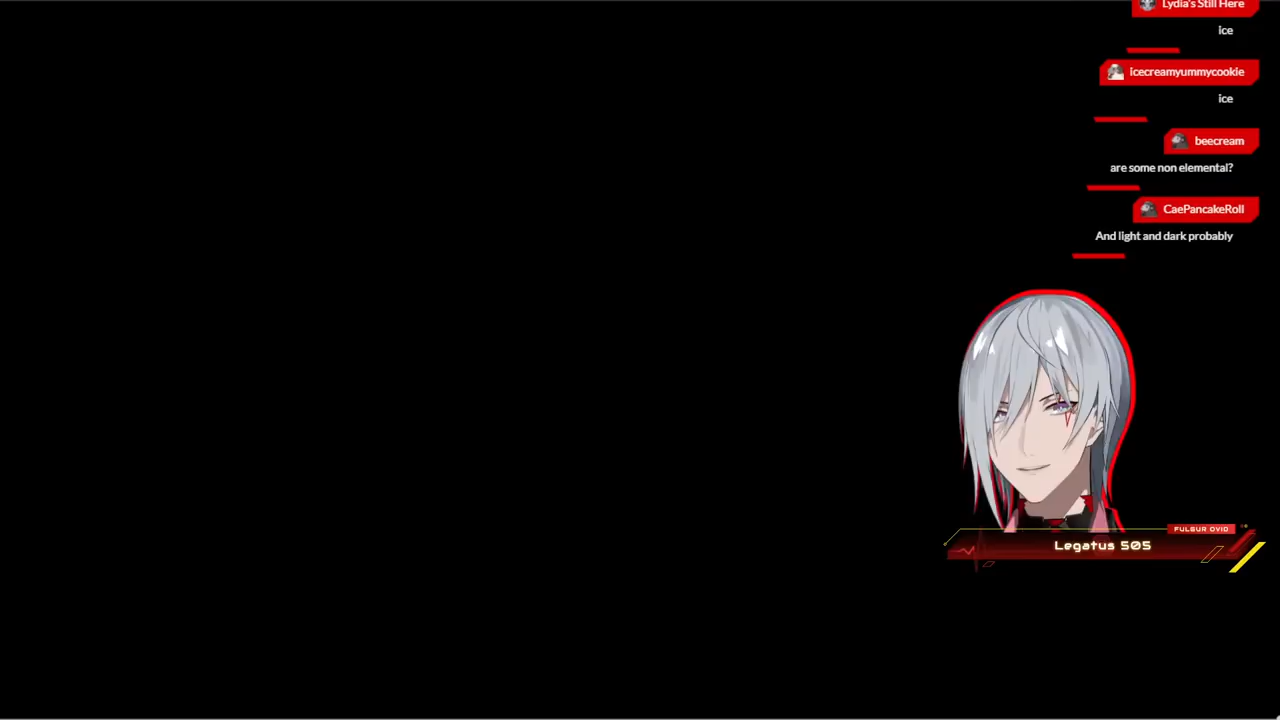 Lydia's Still Here
ice
icecreamyummycookie
ice
beecream
are some non elemental?
CaePancakeRoll
And light and dark probably
FULGUR OVID
Legatus 505